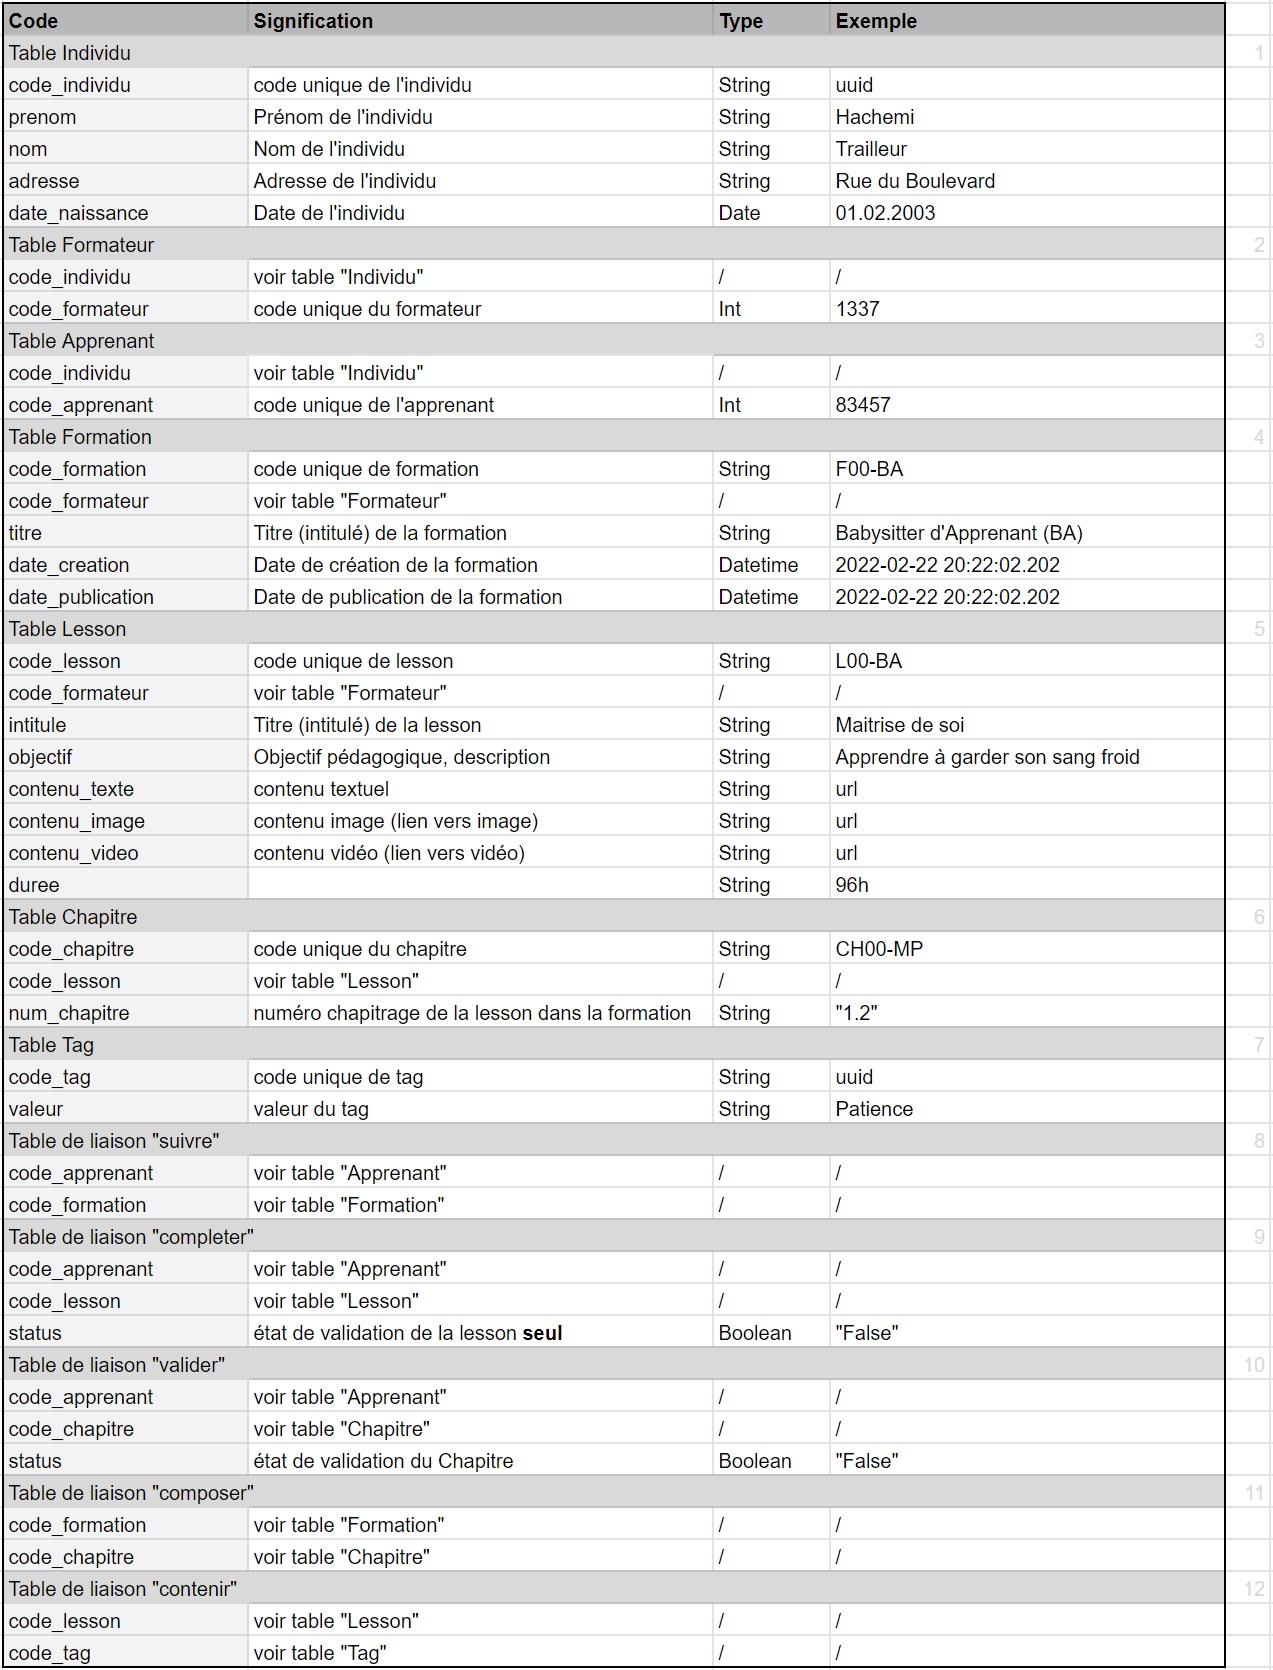 Code Signification Type Exemple
Table Individu 1
code_individu code unique de l'individu String uuid
prenom Prénom de l'individu String Hachemi
nom Nom de l'individu String Trailleur
adresse Adresse de l'individu String Rue du Boulevard
date_naissance Date de l'individu Date 01.02.2003
Table Formateur 2
code_individu voir table "Individu" / /
code_formateur code unique du formateur Int 1337
Table Apprenant 3
code_individu voir table "Individu" / /
code_apprenant code unique de l'apprenant Int 83457
Table Formation 4
code_formation code unique de formation String F00-BA
code_formateur voir table "Formateur" / /
titre Titre (intitulé) de la formation String Babysitter d'Apprenant (BA)
date_creation Date de création de la formation Datetime 2022-02-22 20:22:02.202
date_publication Date de publication de la formation Datetime 2022-02-22 20:22:02.202
Table Lesson 5
code_lesson code unique de lesson String L00-BA
code_formateur voir table "Formateur" / /
intitule Titre (intitulé) de la lesson String Maitrise de soi
objectif Objectif pédagogique, description String Apprendre à garder son sang froid
contenu_texte contenu textuel String url
contenu_image contenu image (lien vers image) String url
contenu_video contenu vidéo (lien vers vidéo) String url
duree String 96h
Table Chapitre 6
code_chapitre code unique du chapitre String CH00-MP
code_lesson voir table "Lesson" / /
num_chapitre numéro chapitrage de la lesson dans la formation String "1.2"
Table Tag 7
code_tag code unique de tag String uuid
valeur valeur du tag String Patience
Table de liaison "suivre" 8
code_apprenant voir table "Apprenant" / /
code_formation voir table "Formation" / /
Table de liaison "completer" 9
code_apprenant voir table "Apprenant" / /
code_lesson voir table "Lesson" / /
status état de validation de la lesson seul Boolean "False"
Table de liaison "valider" 10
code_apprenant voir table "Apprenant" / /
code_chapitre voir table "Chapitre" / /
status état de validation du Chapitre Boolean "False"
Table de liaison "composer" 11
code_formation voir table "Formation" / /
code_chapitre voir table "Chapitre" / /
Table de liaison "contenir" 12
code_lesson voir table "Lesson" / /
code_tag voir table "Tag" / /